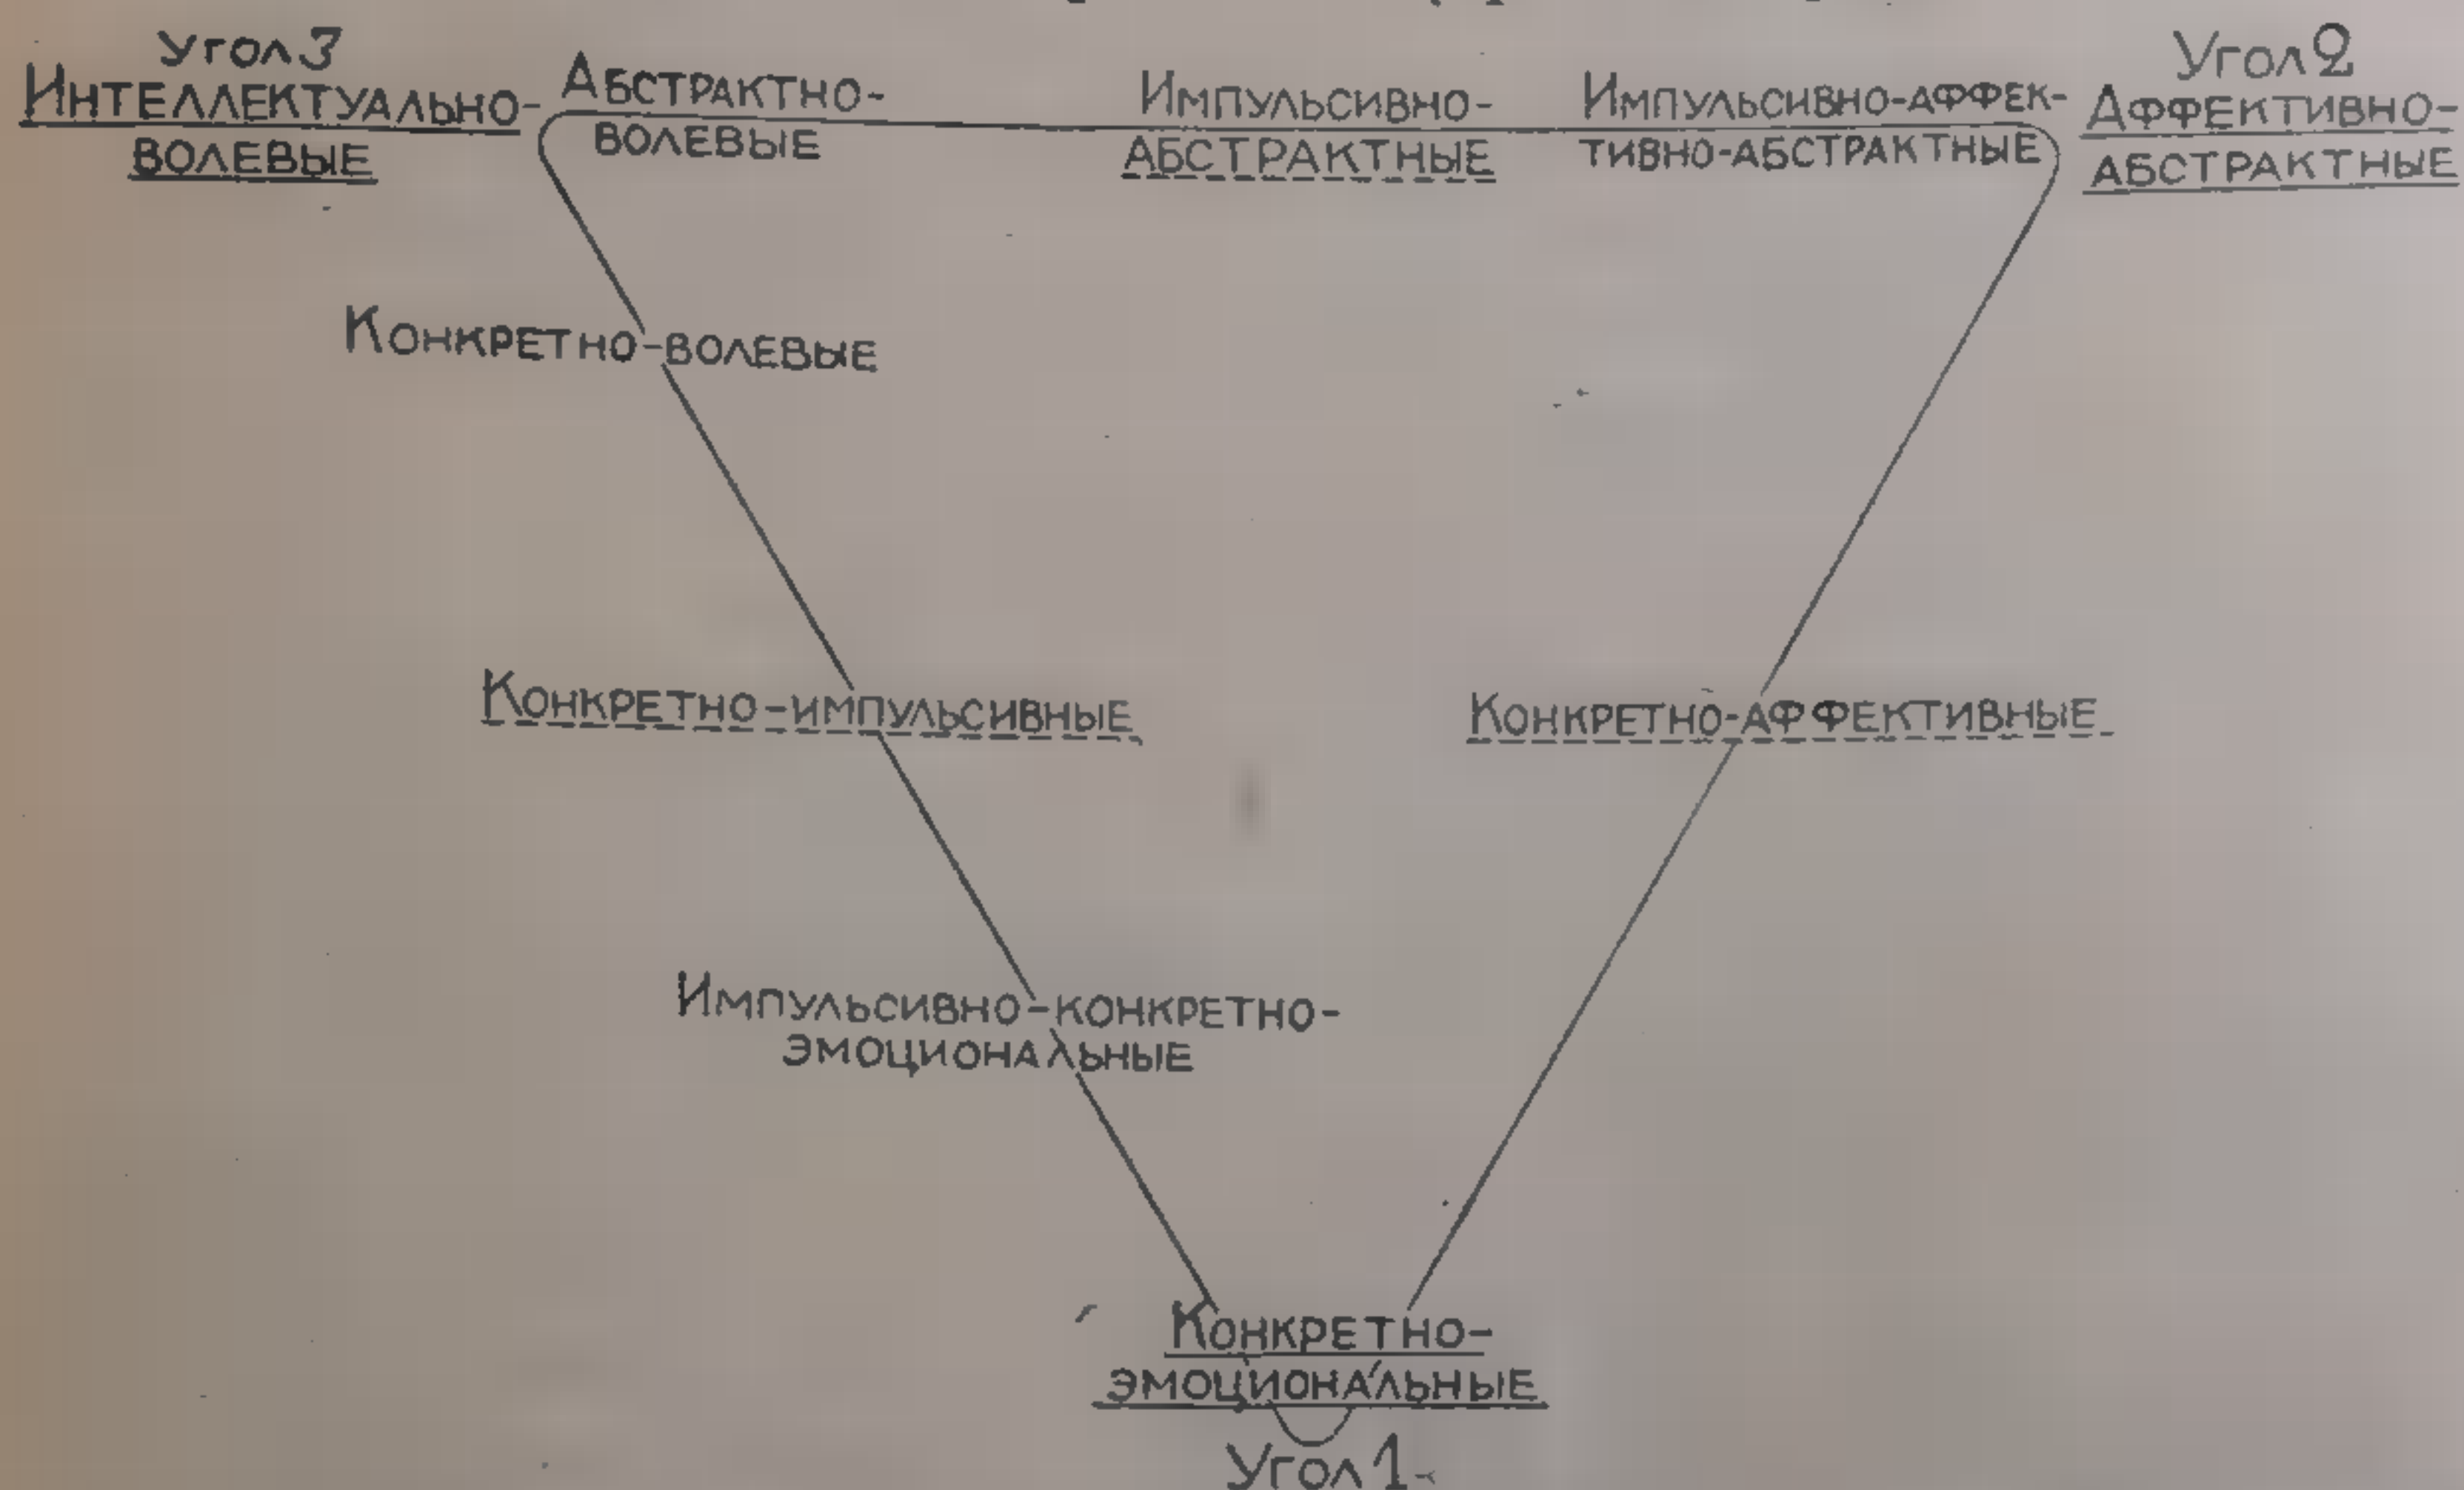 Угол 3
Интеллектуально-
волевые
Абстрактно-
волевые
Импульсивно-
абстрактные
Импульсивно-аффек-
тивно-абстрактные
Угол 2
Аффективно-
абстрактные
Конкретно-волевые
Конкретно-импульсивные
Конкретно-аффективные
Импульсивно-конкретно-
эмоциональные
Конкретно-
эмоциональные
Угол 1